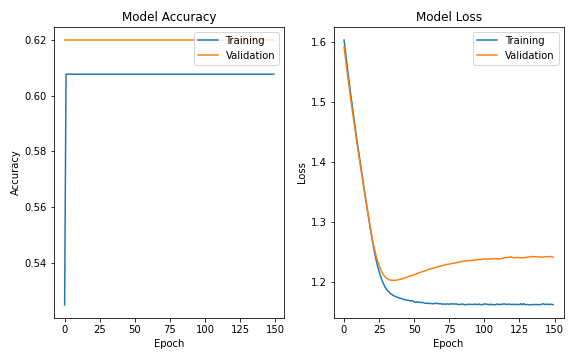 Model Accuracy
0.62
0.60
0.58
0.56
0.54
Accuracy
0
25
50
75
100
125
150
Epoch
Training
Validation
Model Loss
1.6
1.5
1.4
1.3
1.2
Loss
0
25
50
75
100
125
150
Epoch
Training
Validation